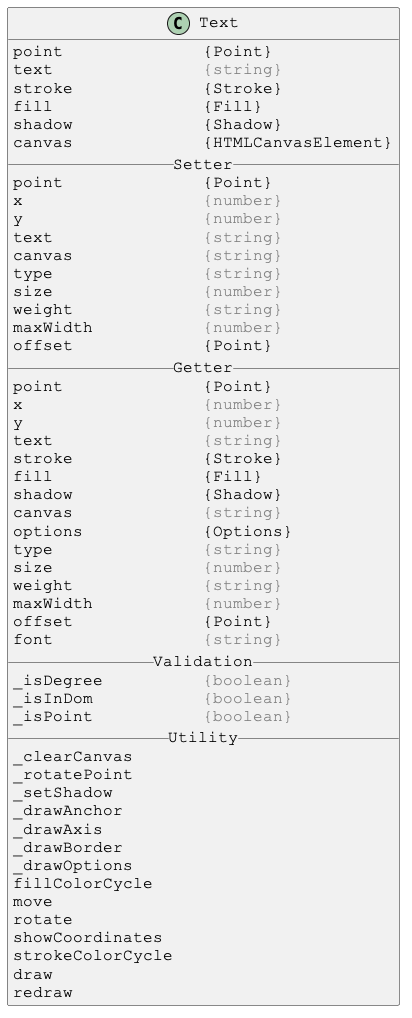 C Text
point {Point}
text {string}
stroke {Stroke}
fill {Fill}
shadow {Shadow}
canvas {HTMLCanvasElement}
Setter
point {Point}
x {number}
y {number}
text {string}
canvas {string}
type {string}
size {number}
weight {string}
maxWidth {number}
offset {Point}
Getter
point {Point}
x {number}
y {number}
text {string}
stroke {Stroke}
fill {Fill}
shadow {Shadow}
canvas {string}
options {Options}
type {string}
size {number}
weight {string}
maxWidth {number}
offset {Point}
font {string}
Validation
_isDegree {boolean}
_isInDom {boolean}
_isPoint {boolean}
Utility
_clearCanvas
_rotatePoint
_setShadow
_drawAnchor
_drawAxis
_drawBorder
_drawOptions
fillColorCycle
move
rotate
showCoordinates
strokeColorCycle
draw
redraw